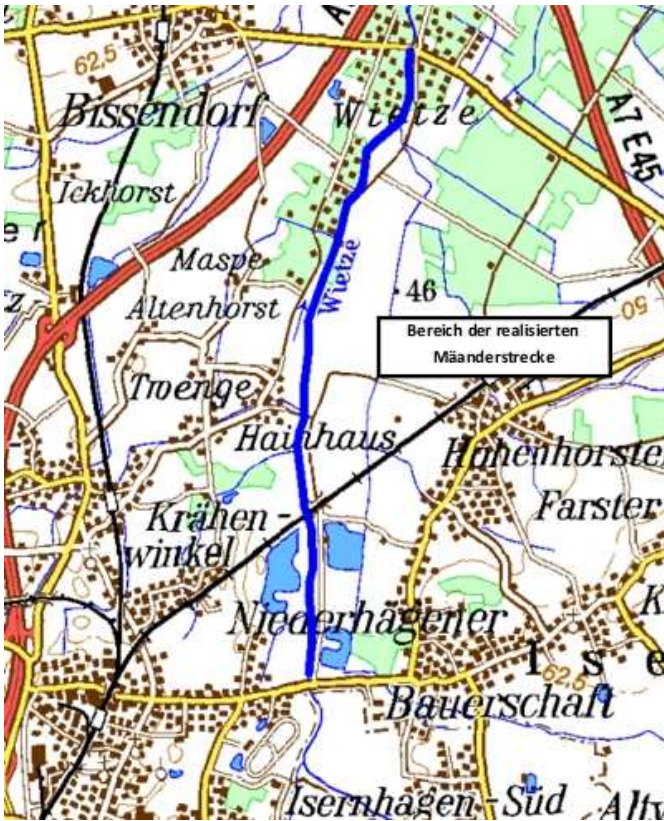 62,5
A7 E45
Bissendorf
Wietze
Ickhorst
Maspe
Wietze
46
Altenhorst
50
Bereich der realisierten
Mäanderstrecke
Twenge
Hainhaus
Hohenhorster
Farster
Krähen-
winkel
Niederhägener
K
I s e
62,5
Bauerschaft
Isernhagen-Süd